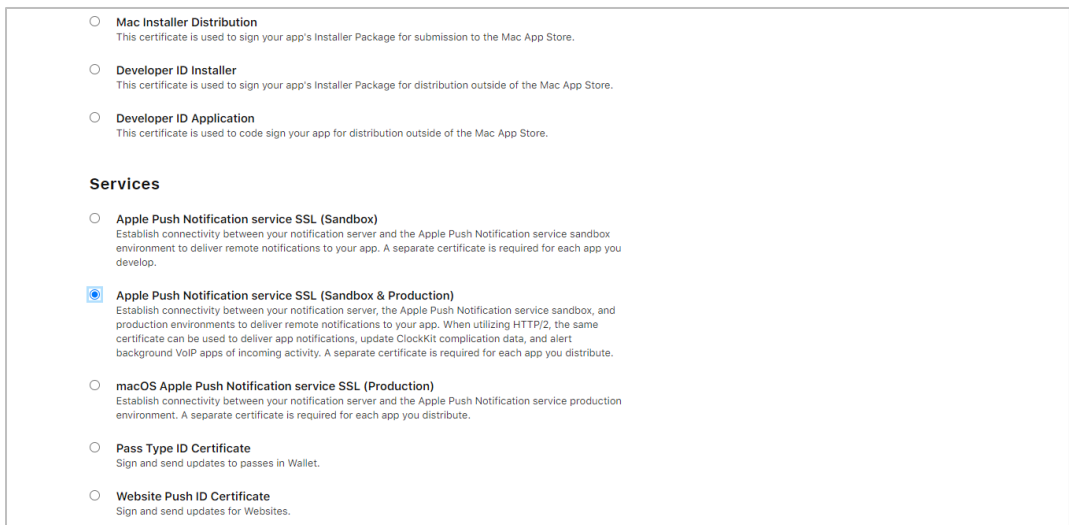 Mac Installer Distribution
This certificate is used to sign your app's Installer Package for submission to the Mac App Store.
Developer ID Installer
This certificate is used to sign your app's Installer Package for distribution outside of the Mac App Store.
Developer ID Application
This certificate is used to code sign your app for distribution outside of the Mac App Store.
Services
Apple Push Notification service SSL (Sandbox)
Establish connectivity between your notification server and the Apple Push Notification service sandbox
environment to deliver remote notifications to your app. A separate certificate is required for each app you
develop.
Apple Push Notification service SSL (Sandbox & Production)
Establish connectivity between your notification server, the Apple Push Notification service sandbox, and
production environments to deliver remote notifications to your app. When utilizing HTTP/2, the same
certificate can be used to deliver app notifications, update ClockKit complication data, and alert
background VoIP apps of incoming activity. A separate certificate is required for each app you distribute.
macOS Apple Push Notification service SSL (Production)
Establish connectivity between your notification server and the Apple Push Notification service production
environment. A separate certificate is required for each app you distribute.
Pass Type ID Certificate
Sign and send updates to passes in Wallet.
Website Push ID Certificate
Sign and send updates for Websites.